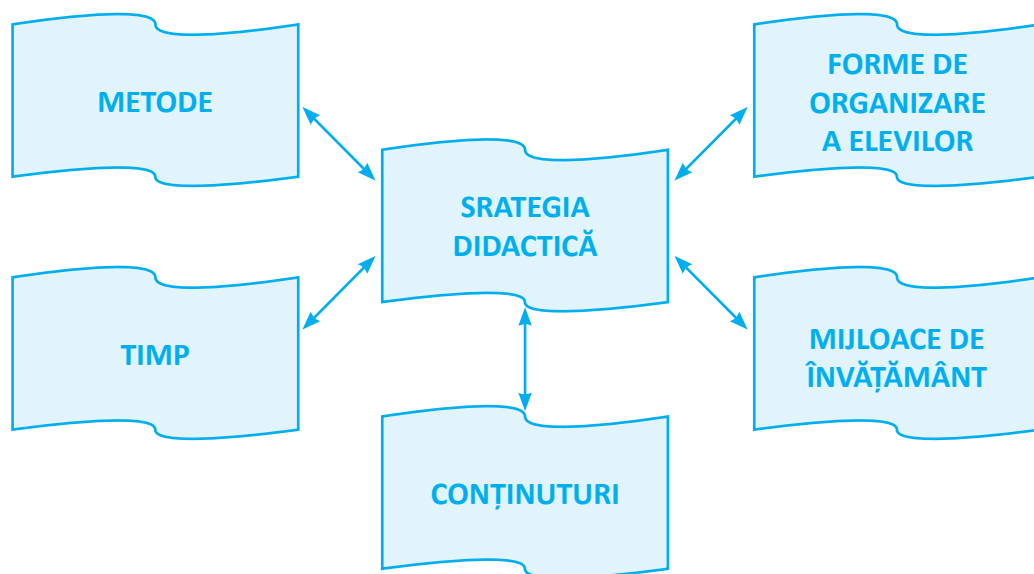 METODE
FORME DE
ORGANIZARE
A ELEVILOR
SRATEGIA
DIDACTICĂ
TIMP
MIJLOACE DE
ÎNVĂȚĂMÂNT
CONȚINUTURI